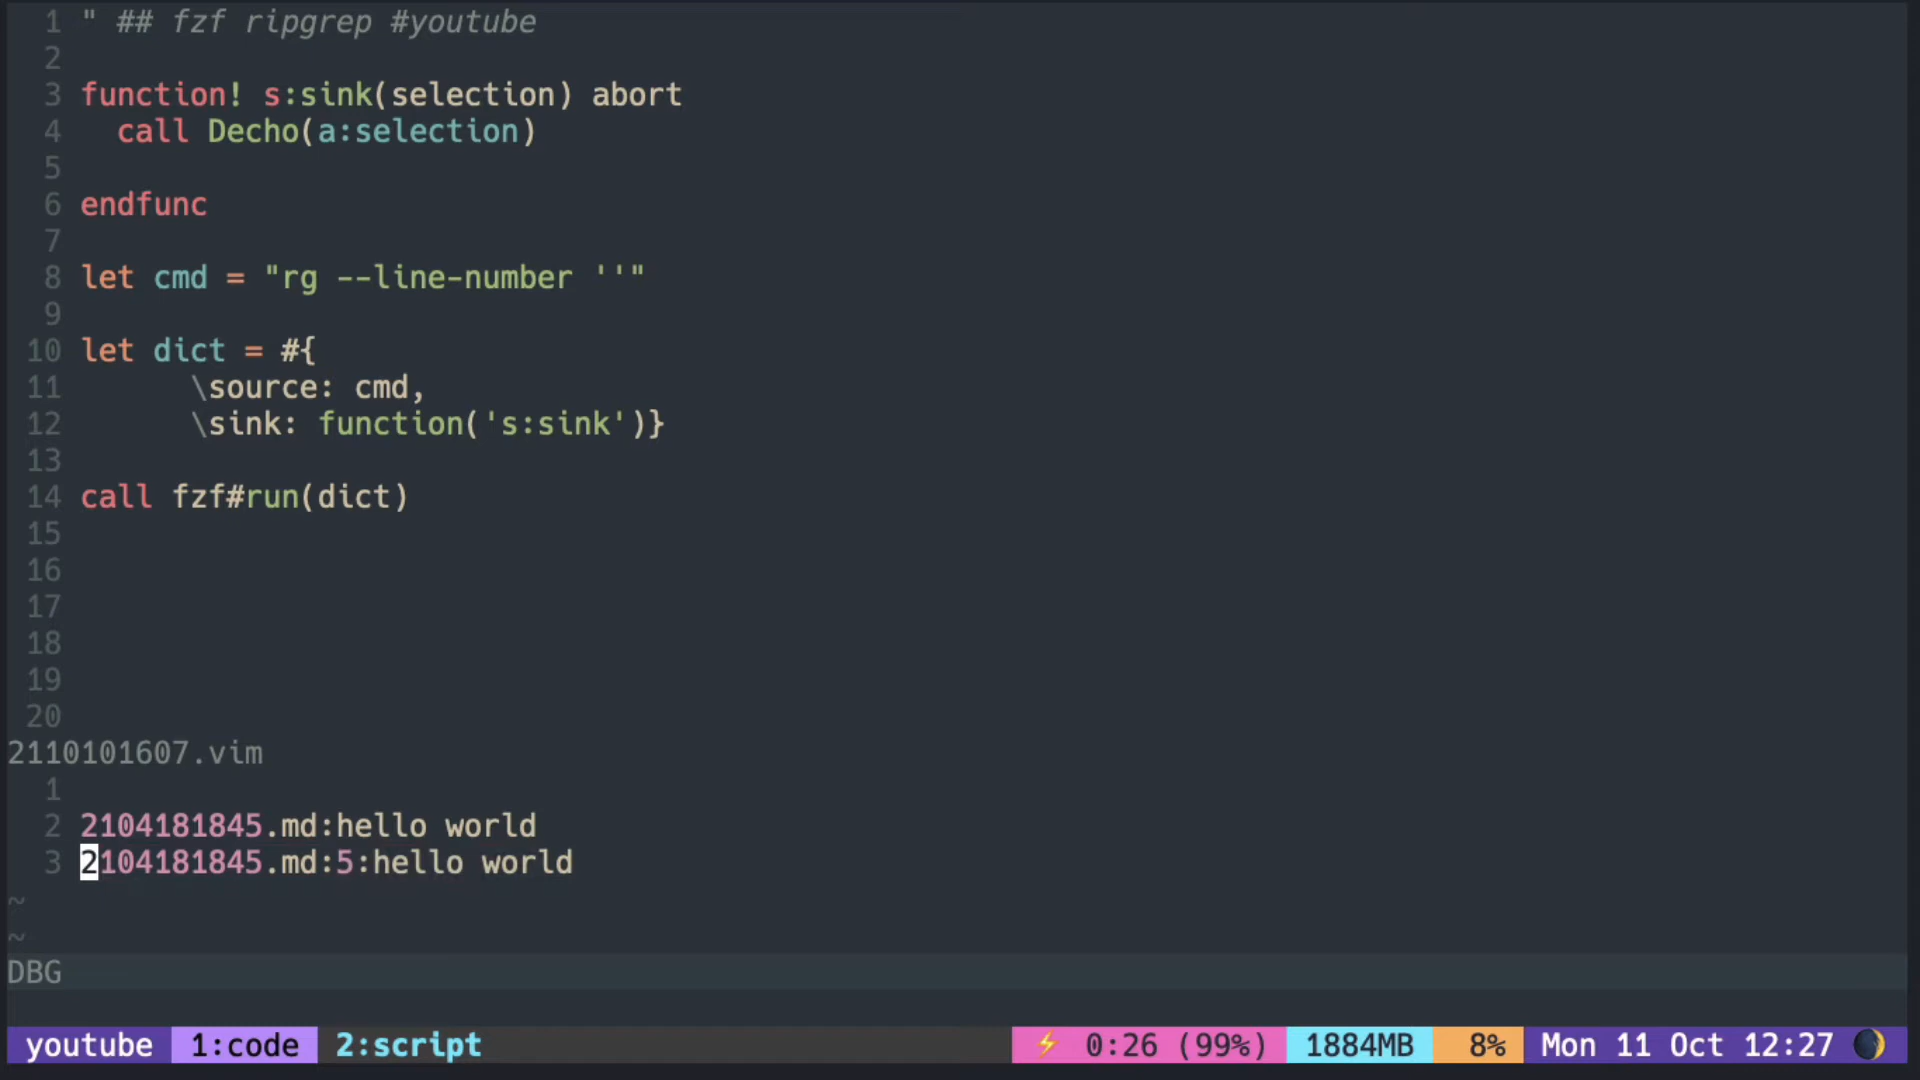 1 " ## fzf ripgrep #youtube
2
3 function! s:sink(selection) abort
4   call Decho(a:selection)
5
6 endfunc
7
8 let cmd = "rg --line-number ''"
9
10 let dict = #{
11       \source: cmd,
12       \sink: function('s:sink')}
13
14 call fzf#run(dict)
15
16
17
18
19
20
2110101607.vim
1
2 2104181845.md:hello world
3 2104181845.md:5:hello world
~
~
DBG
youtube 1:code 2:script ⚡ 0:26 (99%) 1884MB 8% Mon 11 Oct 12:27